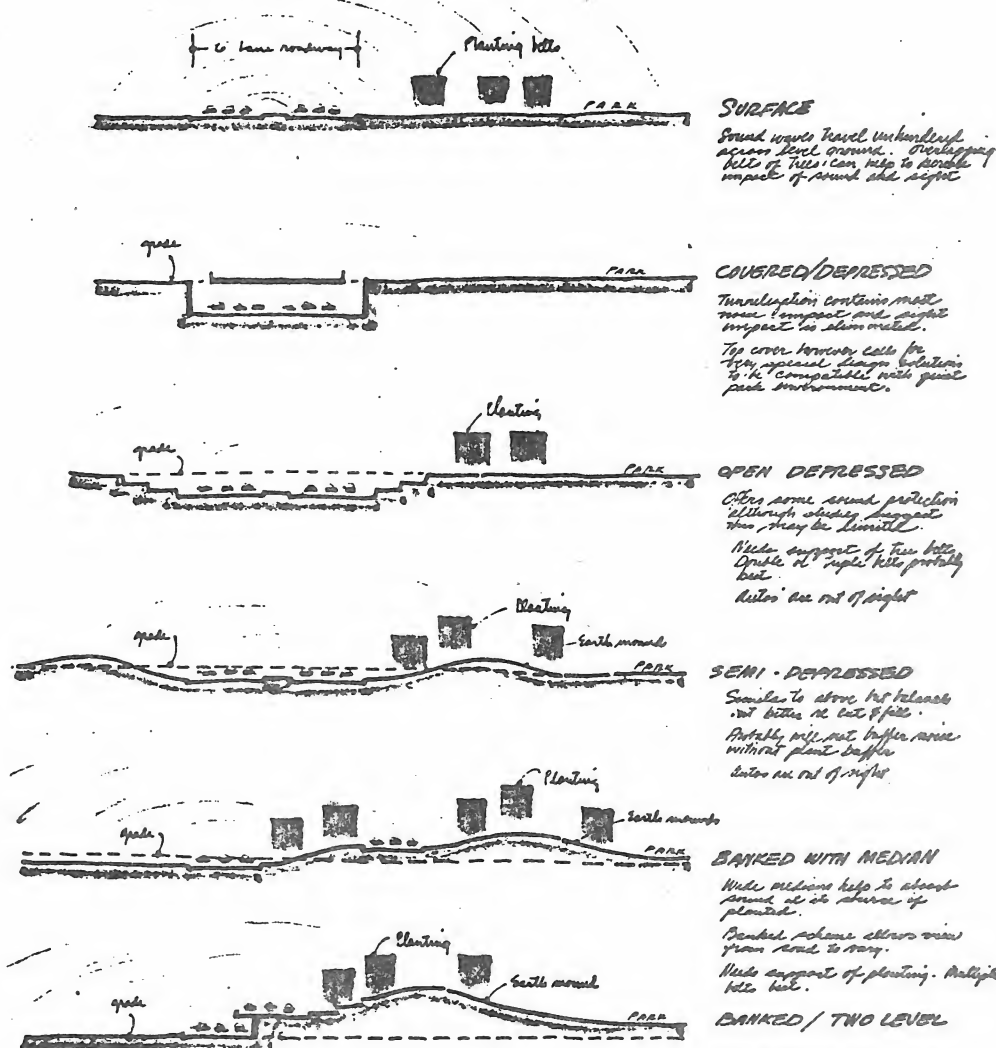 6 lane roadway
Planting belts
PARK
SURFACE
Sound waves travel unhindered
across level ground. Overlapping
belts of trees can help to
impact of sound and sight
grade
PARK
COVERED/DEPRESSED
Tunnelization contains most
noise impact and sight
impact is eliminated.
Top cover however calls for
very special design solutions
to be compatible with quiet
park environment.
Planting
grade
PARK
OPEN DEPRESSED
Offers some sound protection
although studies suggest
this may be limited.
Needs support of tree belts
Double or triple belts probably
best.
Autos are out of sight
Planting
grade
Earth mound
PARK
SEMI-DEPRESSED
Similar to above but balances
out better re cut & fill.
Probably will not buffer noise
without plant buffer
Autos are out of sight
Planting
grade
Earth mounds
PARK
BANKED WITH MEDIAN
Wide medians help to absorb
sound at its source if
planted.
Banked scheme allows view
from road to vary.
Needs support of planting. Multiple
belts best.
Planting
Earth mound
grade
PARK
BANKED / TWO LEVEL